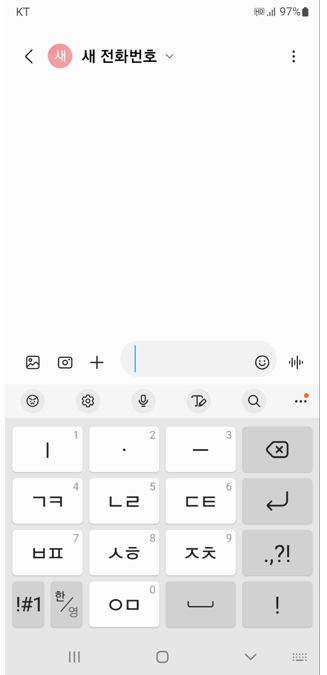 KT HD 97%
새 새 전화번호
ㅣ 1 · 2 ㅡ 3
ㄱㅋ 4 ㄴㄹ 5 ㄷㅌ 6
ㅂㅍ 7 ㅅㅎ 8 ㅈㅊ 9 .,?!
!#1 한/영 ㅇㅁ 0 !